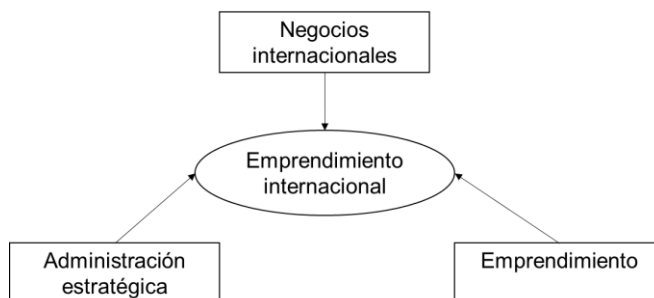 Negocios
internacionales
Emprendimiento
internacional
Administración
estratégica
Emprendimiento